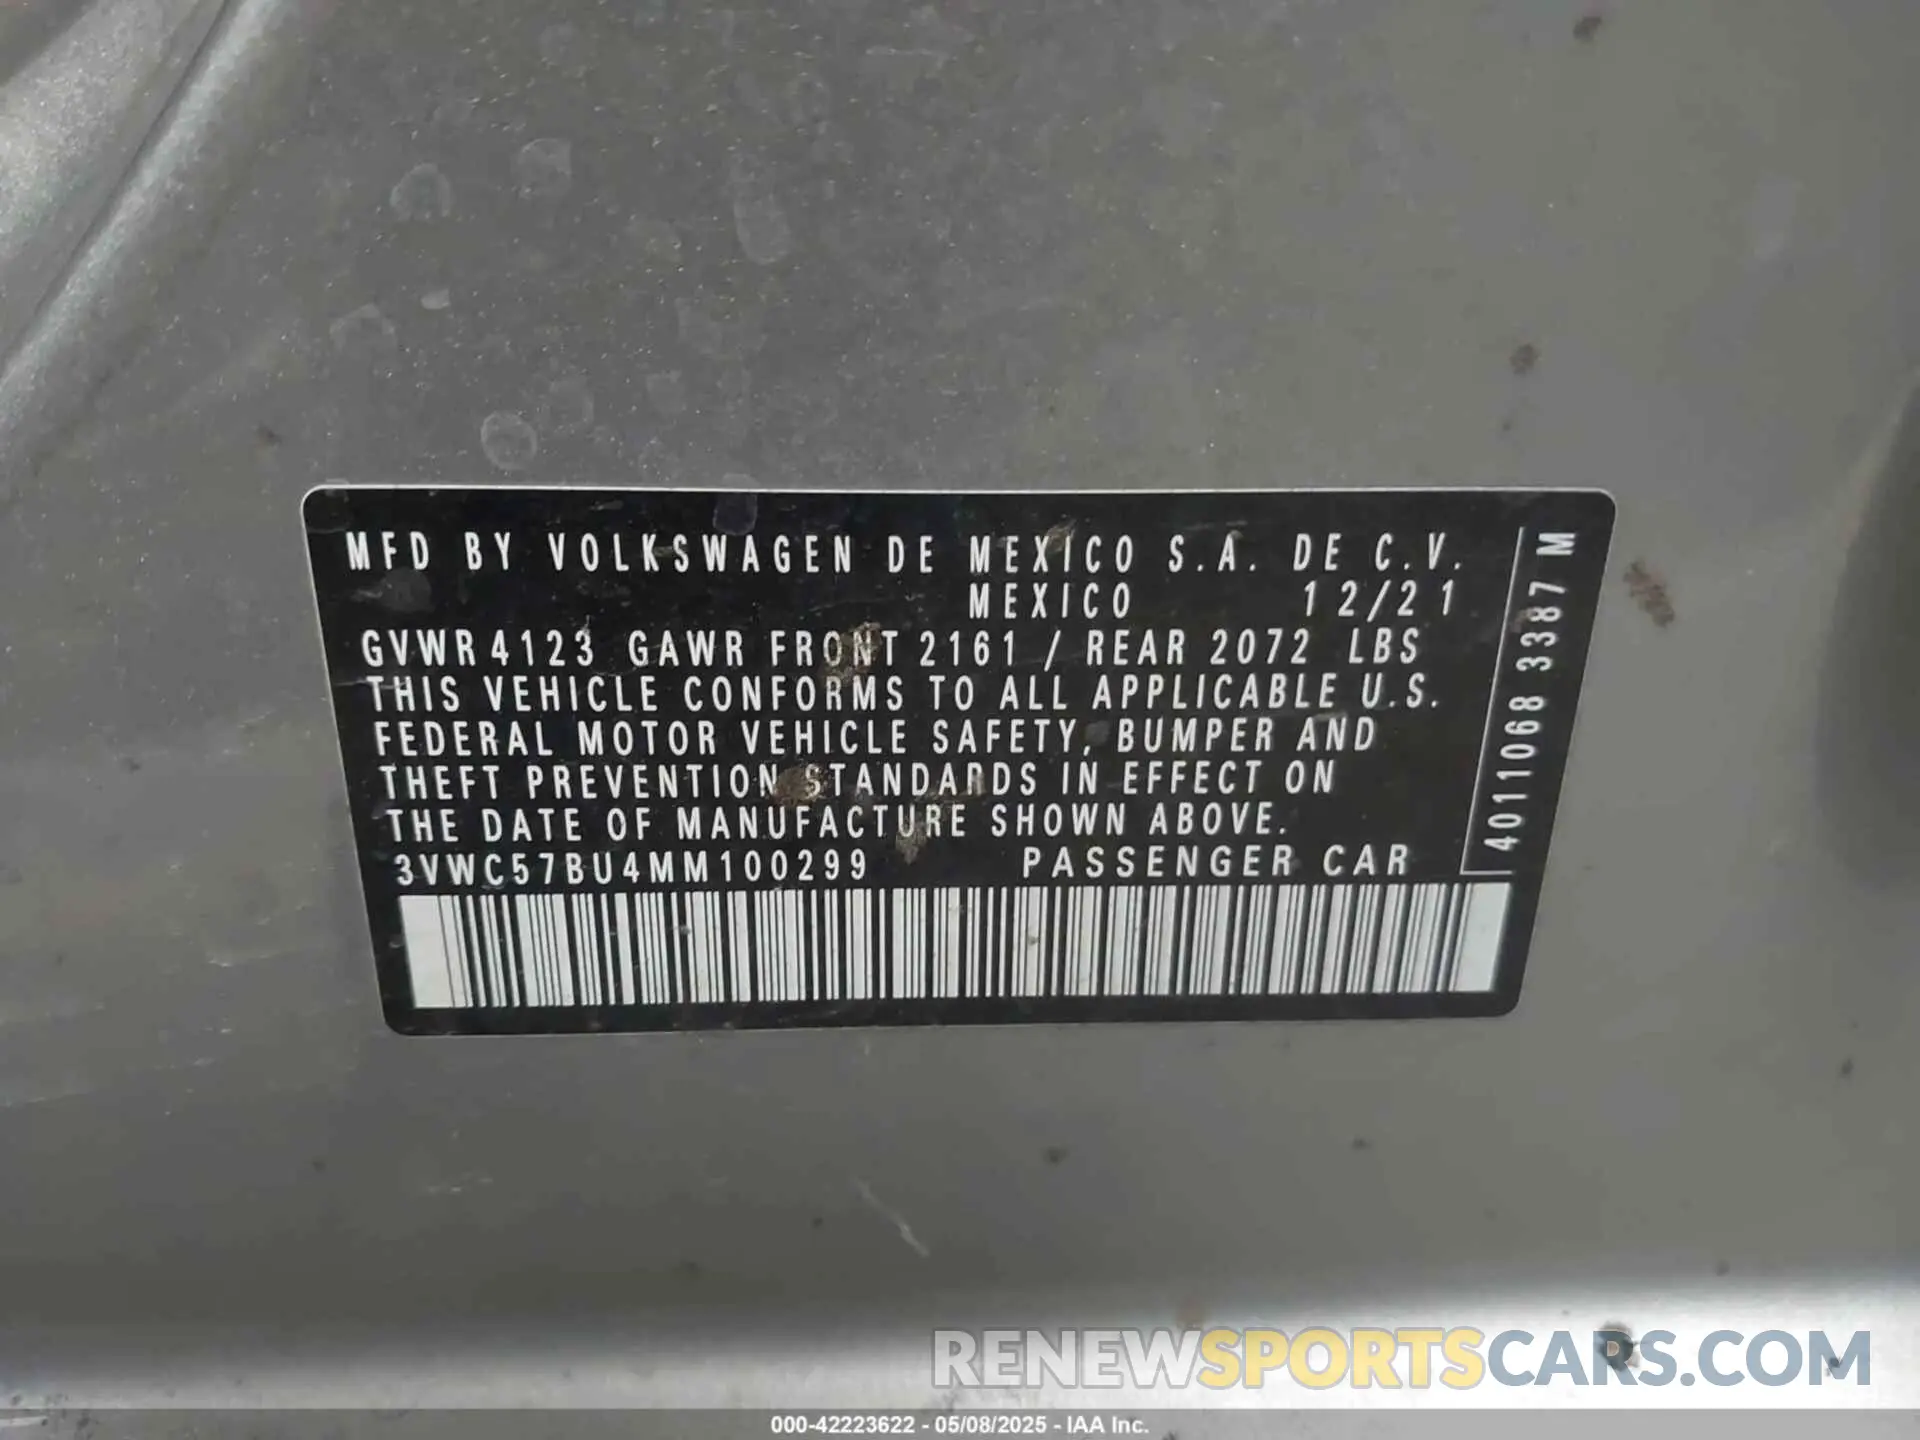 MFD BY VOLKSWAGEN DE MEXICO S.A. DE C.V.
MEXICO 12/21
GVWR 4123 GAWR FRONT 2161 / REAR 2072 LBS
THIS VEHICLE CONFORMS TO ALL APPLICABLE U.S.
FEDERAL MOTOR VEHICLE SAFETY, BUMPER AND
THEFT PREVENTION STANDARDS IN EFFECT ON
THE DATE OF MANUFACTURE SHOWN ABOVE.
3VWC57BU4MM100299 PASSENGER CAR
4011068 3387 M
RENEWSPORTSCARS.COM
000-42223622 - 05/08/2025 - IAA Inc.